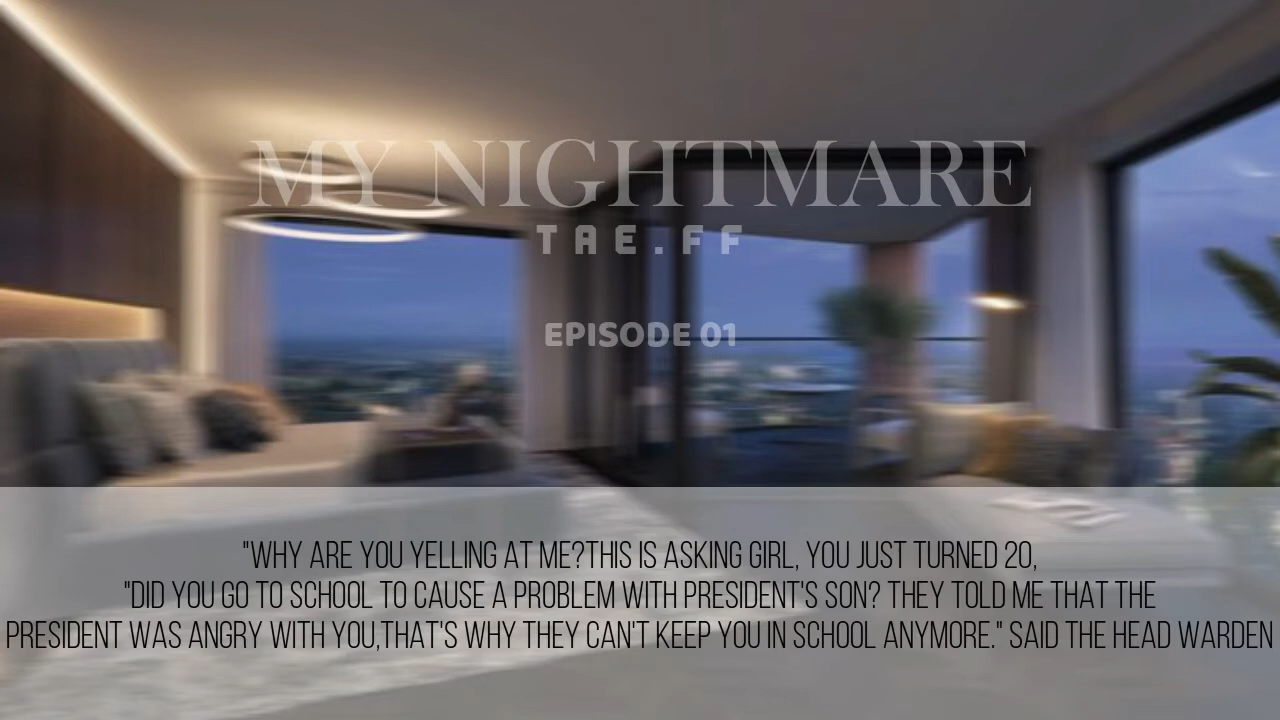 MY NIGHTMARE
TAE.FF
EPISODE 01
"WHY ARE YOU YELLING AT ME?THIS IS ASKING GIRL, YOU JUST TURNED 20,
"DID YOU GO TO SCHOOL TO CAUSE A PROBLEM WITH PRESIDENT'S SON? THEY TOLD ME THAT THE
PRESIDENT WAS ANGRY WITH YOU,THAT'S WHY THEY CAN'T KEEP YOU IN SCHOOL ANYMORE." SAID THE HEAD WARDEN